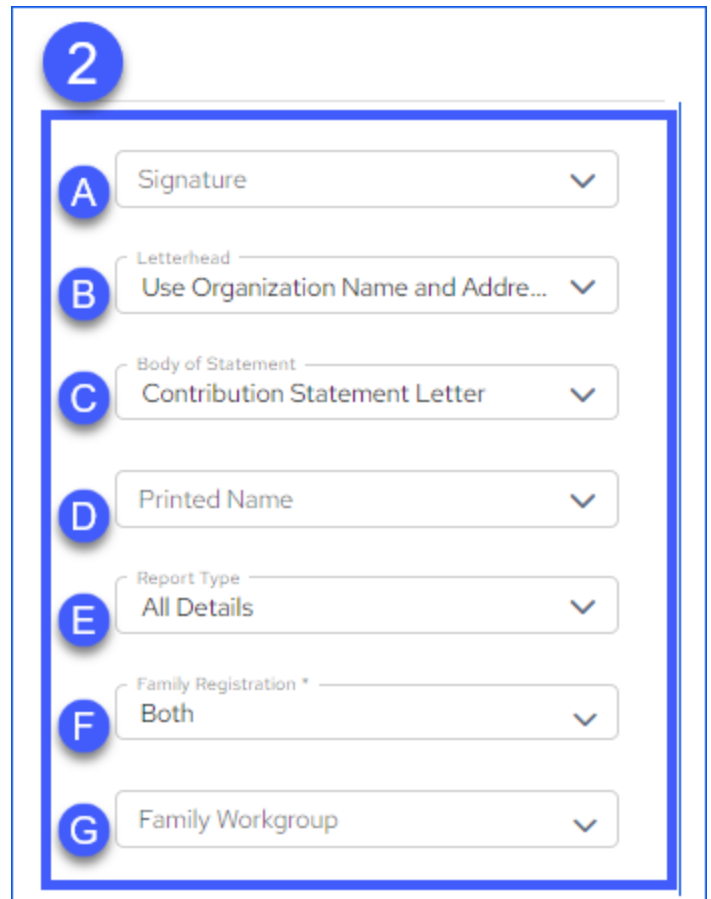 2
A
Signature
Letterhead
B
Use Organization Name and Addre...
Body of Statement
C
Contribution Statement Letter
D
Printed Name
Report Type
E
All Details
Family Registration *
F
Both
G
Family Workgroup